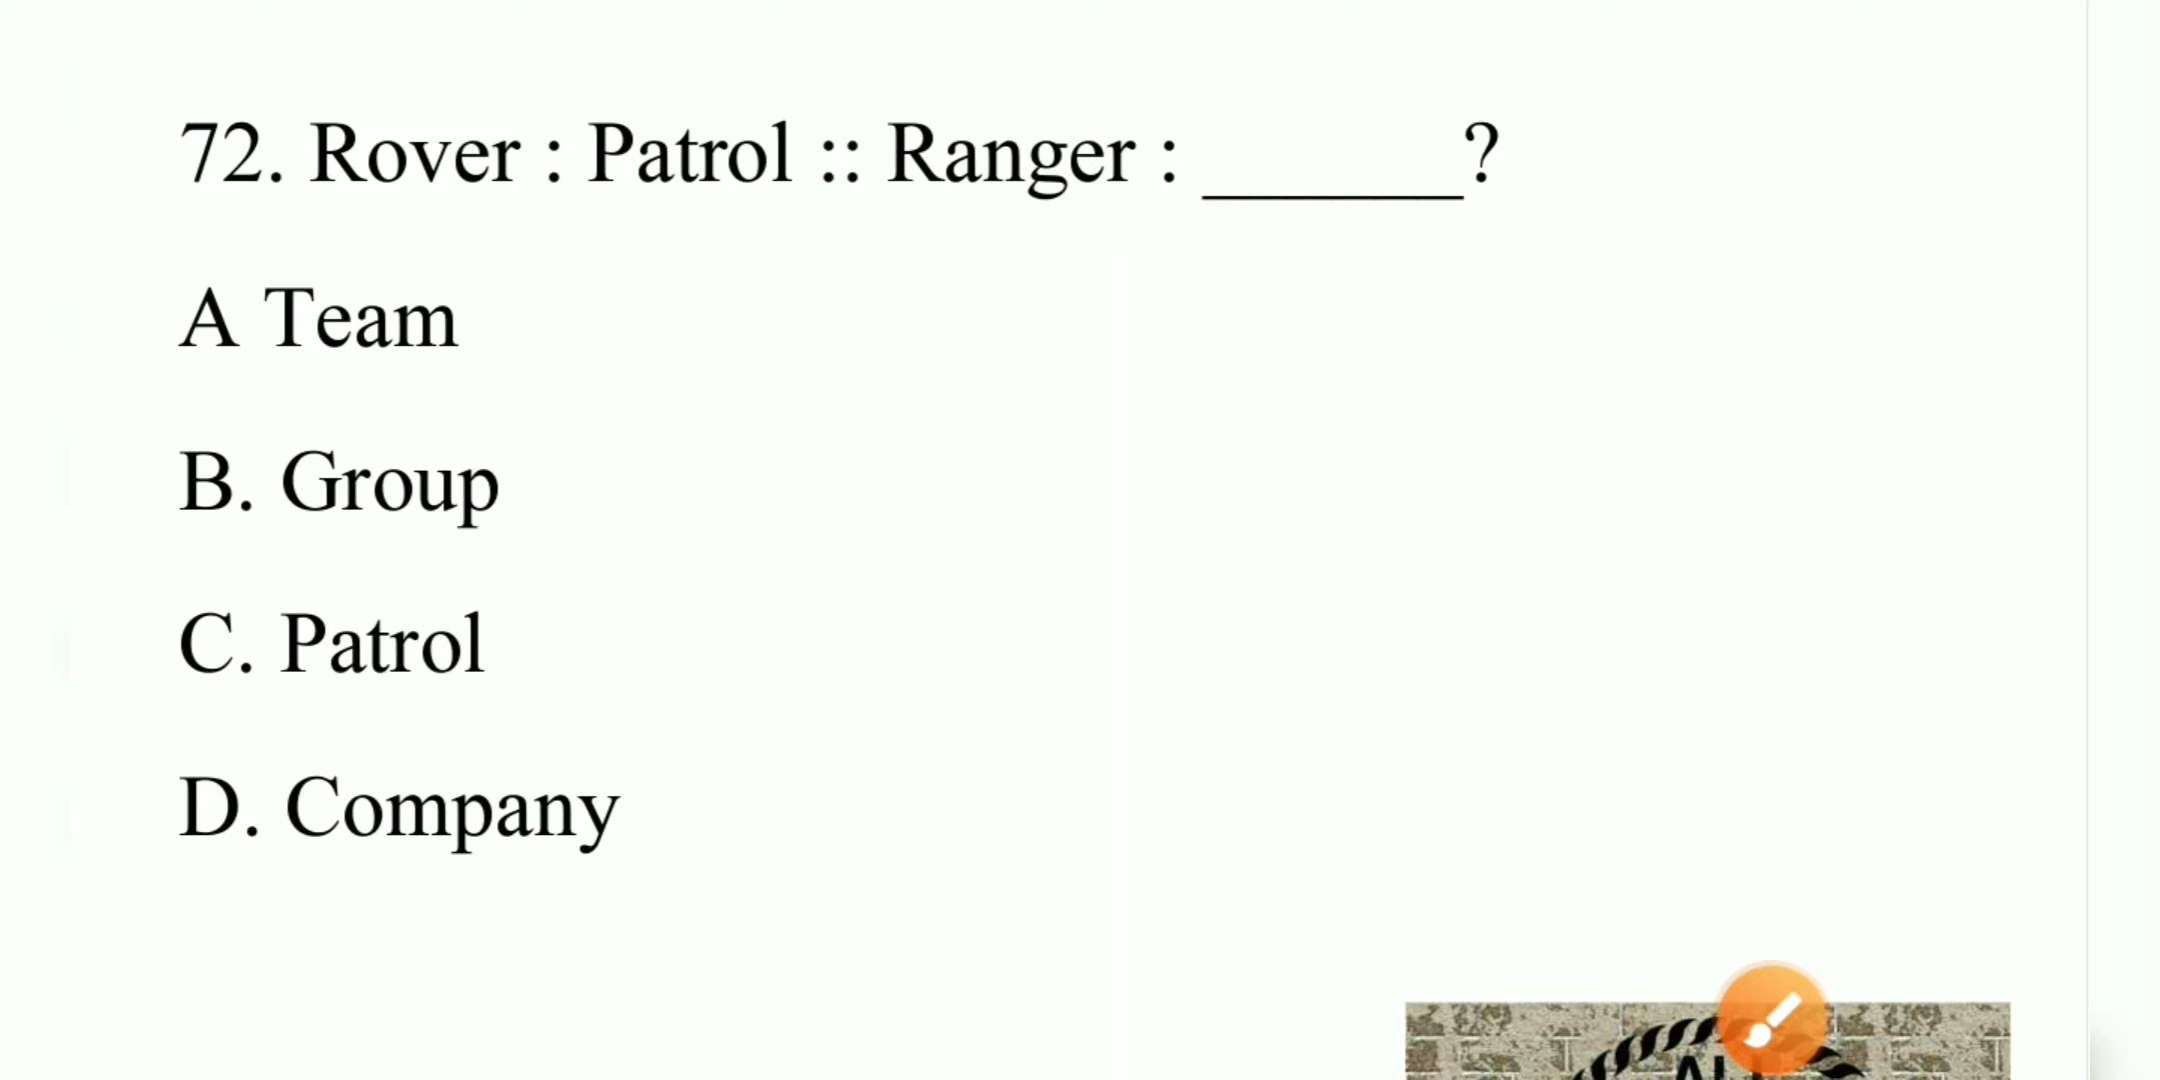 72. Rover : Patrol :: Ranger : ______?
A Team
B. Group
C. Patrol
D. Company